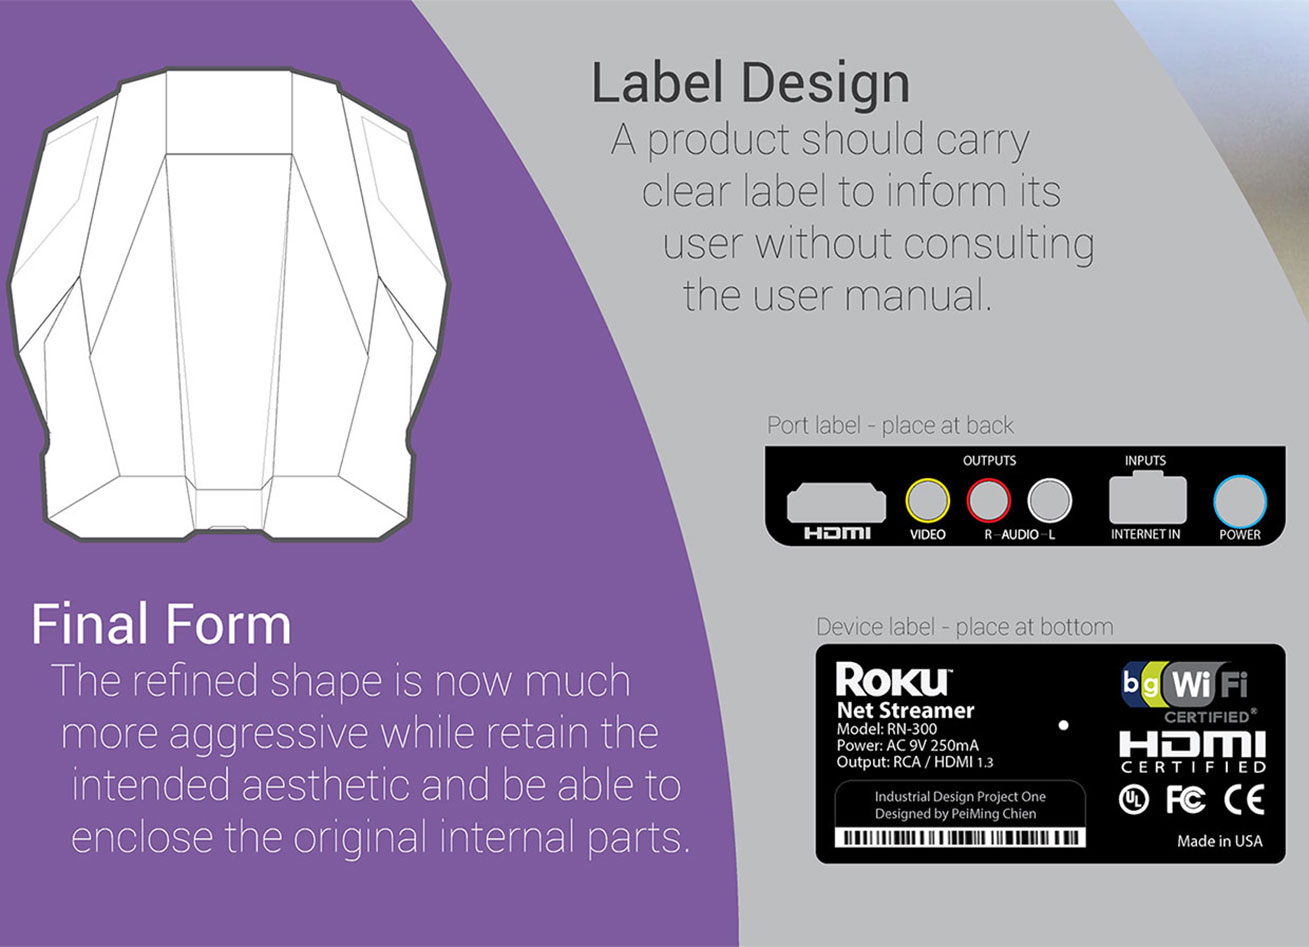 Label Design
A product should carry
clear label to inform its
user without consulting
the user manual.
Port label - place at back
OUTPUTS
INPUTS
HDMI
VIDEO
R-AUDIO-L
INTERNET IN
POWER
Final Form
The refined shape is now much
more aggressive while retain the
intended aesthetic and be able to
enclose the original internal parts.
Device label - place at bottom
ROKU™
Net Streamer
Model: RN-300
Power: AC 9V 250mA
Output: RCA / HDMI 1.3
Industrial Design Project One
Designed by PeiMing Chien
bg WiFi
CERTIFIED®
HDMI
CERTIFIED
UL FC CE
Made in USA